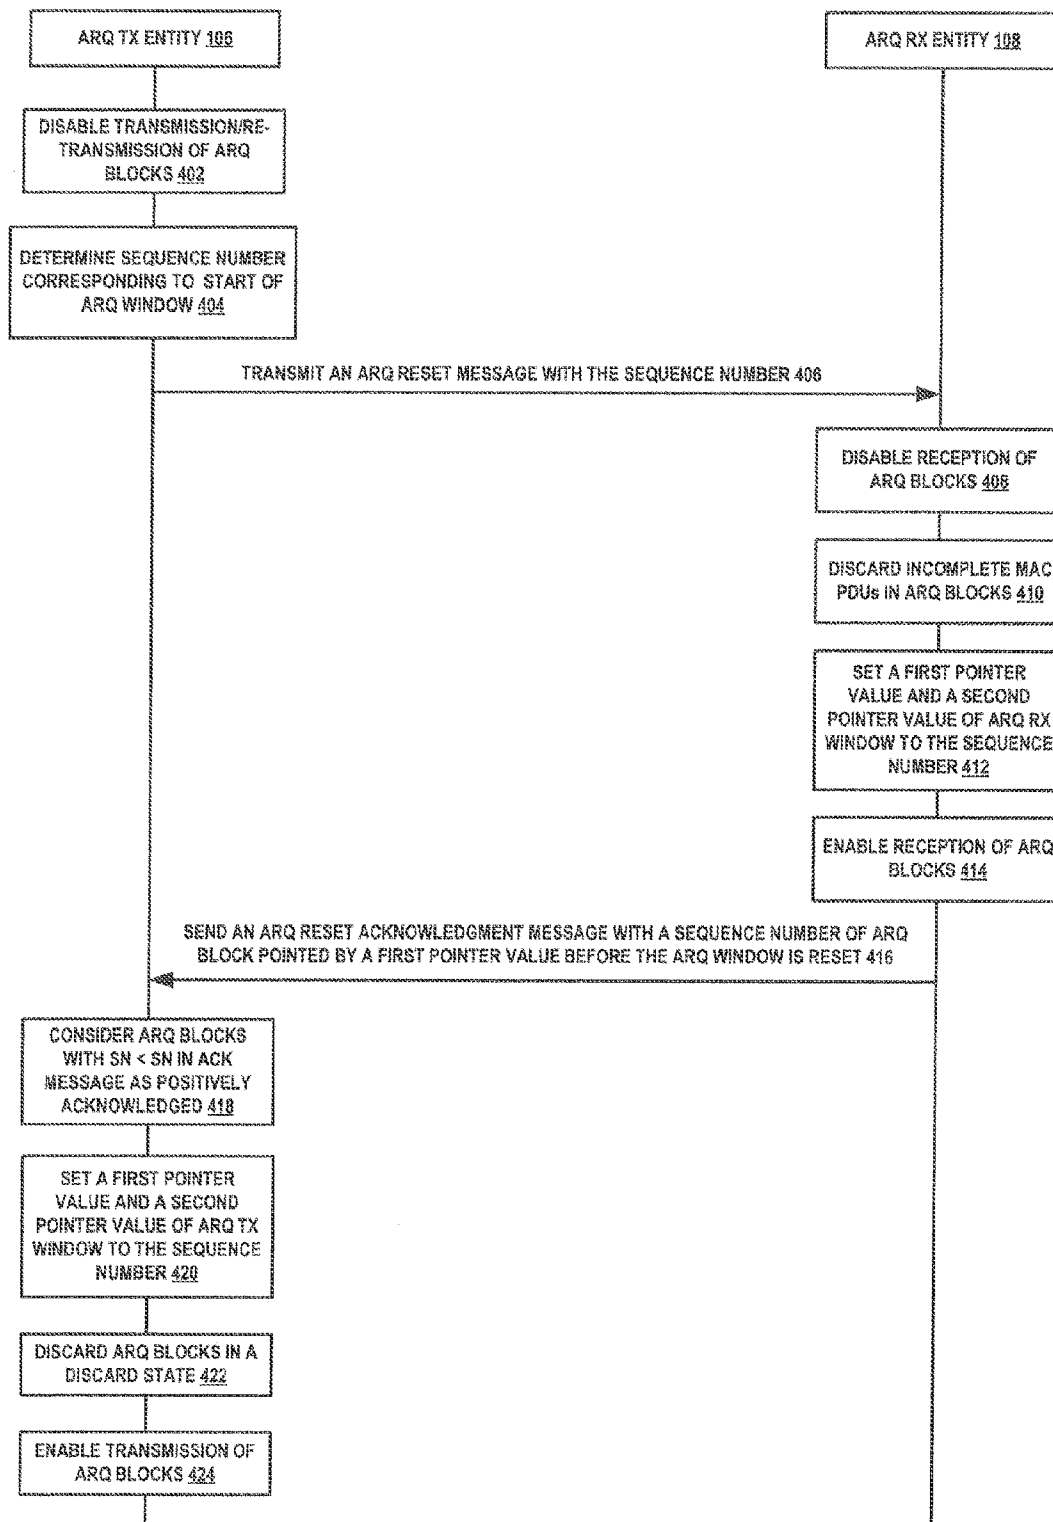 ARQ TX ENTITY 106
ARQ RX ENTITY 108
DISABLE TRANSMISSION/RE-
TRANSMISSION OF ARQ
BLOCKS 402
DETERMINE SEQUENCE NUMBER
CORRESPONDING TO START OF
ARQ WINDOW 404
TRANSMIT AN ARQ RESET MESSAGE WITH THE SEQUENCE NUMBER 406
DISABLE RECEPTION OF
ARQ BLOCKS 408
DISCARD INCOMPLETE MAC
PDUs IN ARQ BLOCKS 410
SET A FIRST POINTER
VALUE AND A SECOND
POINTER VALUE OF ARQ RX
WINDOW TO THE SEQUENCE
NUMBER 412
ENABLE RECEPTION OF ARQ
BLOCKS 414
SEND AN ARQ RESET ACKNOWLEDGMENT MESSAGE WITH A SEQUENCE NUMBER OF ARQ
BLOCK POINTED BY A FIRST POINTER VALUE BEFORE THE ARQ WINDOW IS RESET 416
CONSIDER ARQ BLOCKS
WITH SN < SN IN ACK
MESSAGE AS POSITIVELY
ACKNOWLEDGED 418
SET A FIRST POINTER
VALUE AND A SECOND
POINTER VALUE OF ARQ TX
WINDOW TO THE SEQUENCE
NUMBER 420
DISCARD ARQ BLOCKS IN A
DISCARD STATE 422
ENABLE TRANSMISSION OF
ARQ BLOCKS 424